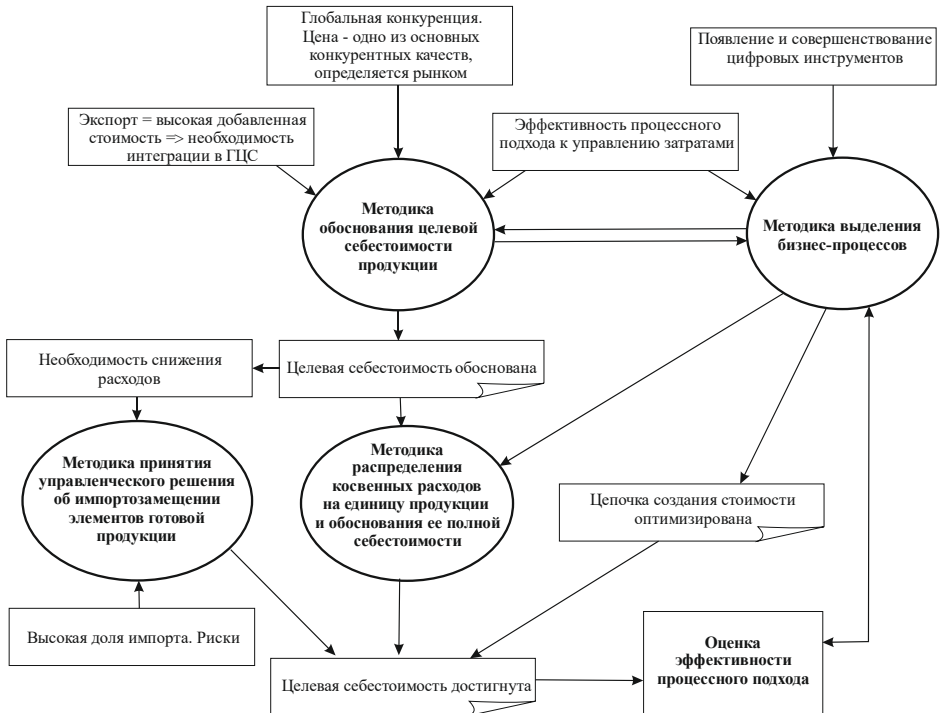 Глобальная конкуренция.
Цена - одно из основных
конкурентных качеств,
определяется рынком
Появление и совершенствование
цифровых инструментов
Экспорт = высокая добавленная
стоимость => необходимость
интеграции в ГЦС
Эффективность процессного
подхода к управлению затратами
Методика
обоснования целевой
себестоимости
продукции
Методика выделения
бизнес-процессов
Необходимость снижения
расходов
Целевая себестоимость обоснована
Методика принятия
управленческого решения
об импортозамещении
элементов готовой
продукции
Методика
распределения
косвенных расходов
на единицу продукции
и обоснования ее полной
себестоимости
Цепочка создания стоимости
оптимизирована
Высокая доля импорта. Риски
Целевая себестоимость достигнута
Оценка
эффективности
процессного подхода